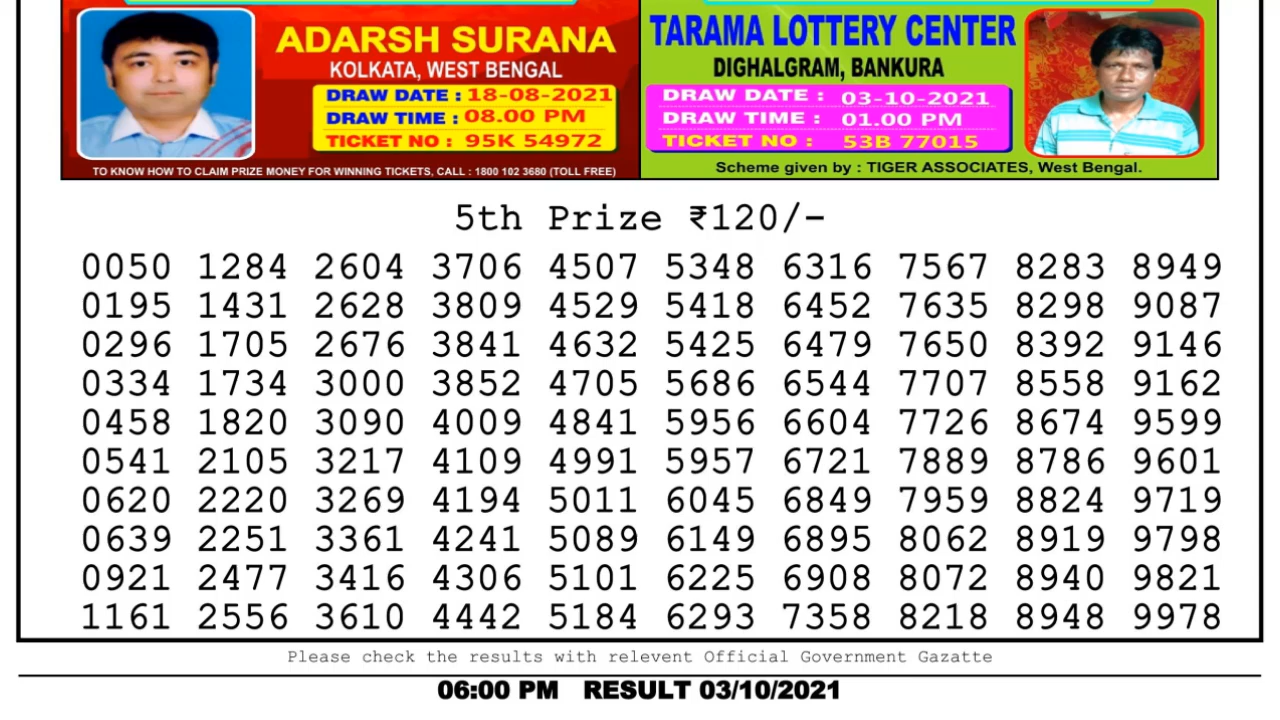 ADARSH SURANA
KOLKATA, WEST BENGAL
DRAW DATE : 18-08-2021
DRAW TIME : 08.00 PM
TICKET NO : 95K 54972
TO KNOW HOW TO CLAIM PRIZE MONEY FOR WINNING TICKETS, CALL : 1800 102 3680 (TOLL FREE)
TARAMA LOTTERY CENTER
DIGHALGRAM, BANKURA
DRAW DATE : 03-10-2021
DRAW TIME : 01.00 PM
TICKET NO : 53B 77015
Scheme given by : TIGER ASSOCIATES, West Bengal.
5th Prize ₹120/-
0050 1284 2604 3706 4507 5348 6316 7567 8283 8949
0195 1431 2628 3809 4529 5418 6452 7635 8298 9087
0296 1705 2676 3841 4632 5425 6479 7650 8392 9146
0334 1734 3000 3852 4705 5686 6544 7707 8558 9162
0458 1820 3090 4009 4841 5956 6604 7726 8674 9599
0541 2105 3217 4109 4991 5957 6721 7889 8786 9601
0620 2220 3269 4194 5011 6045 6849 7959 8824 9719
0639 2251 3361 4241 5089 6149 6895 8062 8919 9798
0921 2477 3416 4306 5101 6225 6908 8072 8940 9821
1161 2556 3610 4442 5184 6293 7358 8218 8948 9978
Please check the results with relevent Official Government Gazatte
06:00 PM RESULT 03/10/2021